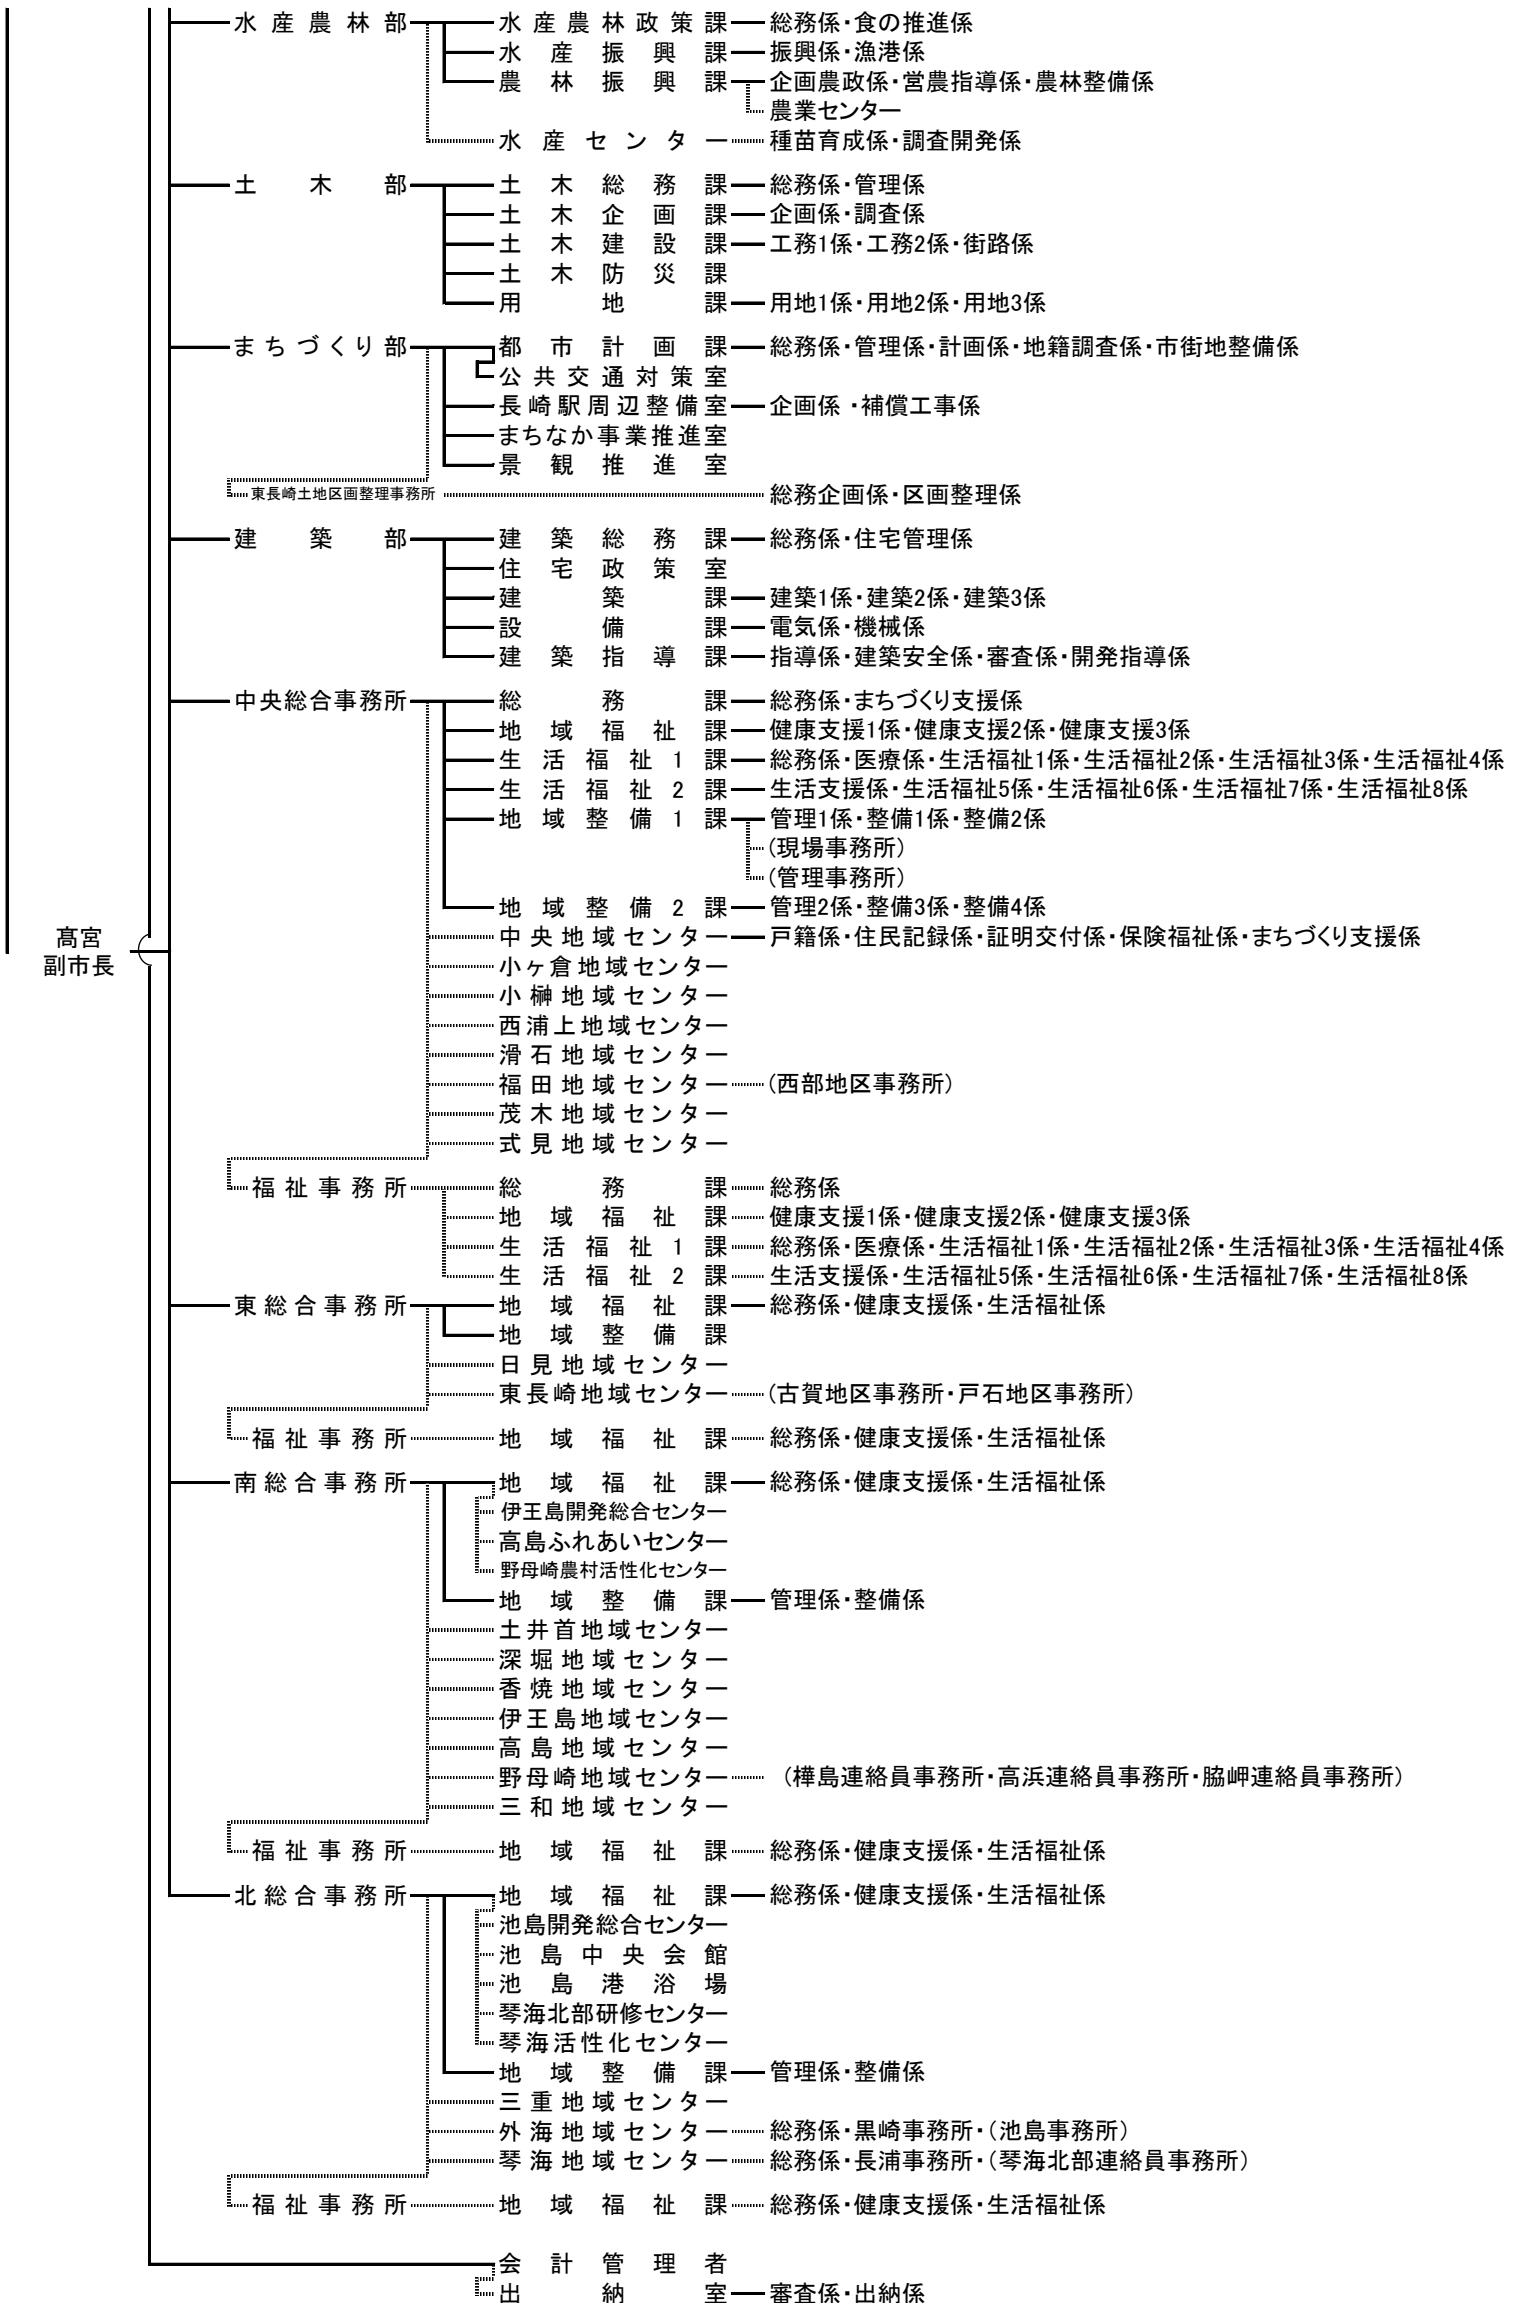 水産農林部 水産農林政策課 総務係・食の推進係
水産振興課 振興係・漁港係
農林振興課 企画農政係・営農指導係・農林整備係
農業センター
水産センター 種苗育成係・調査開発係
土木部 土木総務課 総務係・管理係
土木企画課 企画係・調査係
土木建設課 工務1係・工務2係・街路係
土木防災課
用地課 用地1係・用地2係・用地3係
まちづくり部 都市計画課 総務係・管理係・計画係・地籍調査係・市街地整備係
公共交通対策室
長崎駅周辺整備室 企画係・補償工事係
まちなか事業推進室
景観推進室
東長崎土地区画整理事務所 総務企画係・区画整理係
建築部 建築総務課 総務係・住宅管理係
住宅政策室
建築課 建築1係・建築2係・建築3係
設備課 電気係・機械係
建築指導課 指導係・建築安全係・審査係・開発指導係
中央総合事務所 総務課 総務係・まちづくり支援係
地域福祉課 健康支援1係・健康支援2係・健康支援3係
生活福祉1課 総務係・医療係・生活福祉1係・生活福祉2係・生活福祉3係・生活福祉4係
生活福祉2課 生活支援係・生活福祉5係・生活福祉6係・生活福祉7係・生活福祉8係
地域整備1課 管理1係・整備1係・整備2係
(現場事務所)
(管理事務所)
地域整備2課 管理2係・整備3係・整備4係
髙宮
副市長
中央地域センター 戸籍係・住民記録係・証明交付係・保険福祉係・まちづくり支援係
小ヶ倉地域センター
小榊地域センター
西浦上地域センター
滑石地域センター
福田地域センター (西部地区事務所)
茂木地域センター
式見地域センター
福祉事務所 総務課 総務係
地域福祉課 健康支援1係・健康支援2係・健康支援3係
生活福祉1課 総務係・医療係・生活福祉1係・生活福祉2係・生活福祉3係・生活福祉4係
生活福祉2課 生活支援係・生活福祉5係・生活福祉6係・生活福祉7係・生活福祉8係
東総合事務所 地域福祉課 総務係・健康支援係・生活福祉係
地域整備課
日見地域センター
東長崎地域センター (古賀地区事務所・戸石地区事務所)
福祉事務所 地域福祉課 総務係・健康支援係・生活福祉係
南総合事務所 地域福祉課 総務係・健康支援係・生活福祉係
伊王島開発総合センター
高島ふれあいセンター
野母崎農村活性化センター
地域整備課 管理係・整備係
土井首地域センター
深堀地域センター
香焼地域センター
伊王島地域センター
高島地域センター
野母崎地域センター (樺島連絡員事務所・高浜連絡員事務所・脇岬連絡員事務所)
三和地域センター
福祉事務所 地域福祉課 総務係・健康支援係・生活福祉係
北総合事務所 地域福祉課 総務係・健康支援係・生活福祉係
池島開発総合センター
池島中央会館
池島港浴場
琴海北部研修センター
琴海活性化センター
地域整備課 管理係・整備係
三重地域センター
外海地域センター 総務係・黒崎事務所・(池島事務所)
琴海地域センター 総務係・長浦事務所・(琴海北部連絡員事務所)
福祉事務所 地域福祉課 総務係・健康支援係・生活福祉係
会計管理者
出納室 審査係・出納係